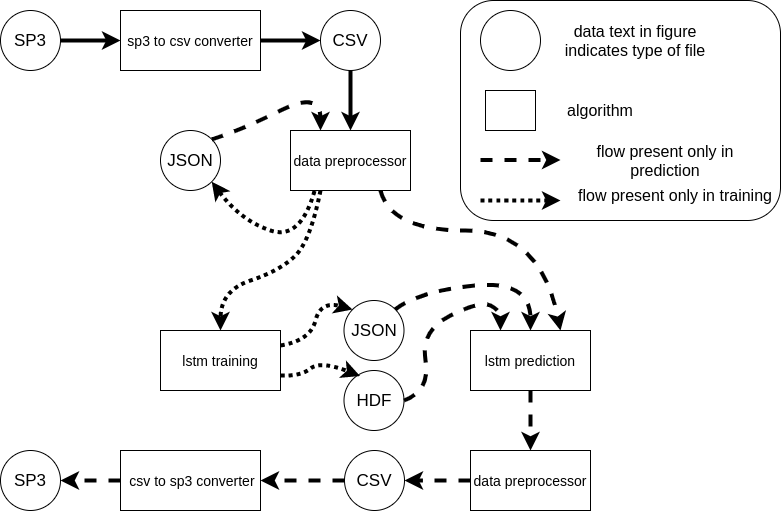 SP3
sp3 to csv converter
CSV
data text in figure
indicates type of file
algorithm
JSON
data preprocessor
flow present only in
prediction
flow present only in training
JSON
lstm training
lstm prediction
HDF
SP3
csv to sp3 converter
CSV
data preprocessor